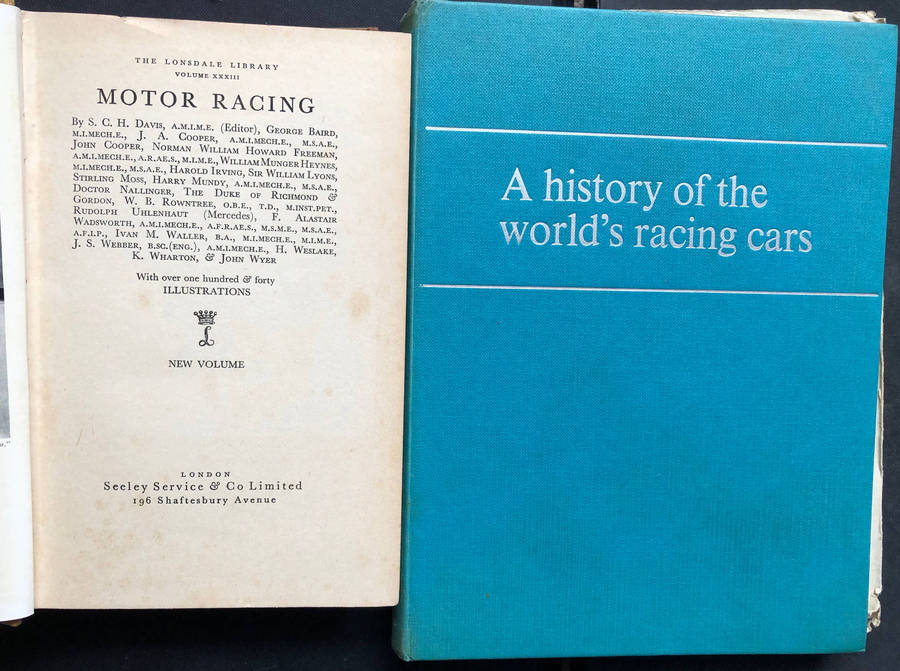 THE LONSDALE LIBRARY
VOLUME XXXIII
MOTOR RACING
By S. C. H. DAVIS, A.M.I.M.E. (Editor), GEORGE BAIRD,
M.I.MECH.E., J. A. COOPER, A.M.I.MECH.E., M.S.A.E.,
JOHN COOPER, NORMAN WILLIAM HOWARD FREEMAN,
A.M.I.MECH.E., A.R.AE.S., M.I.M.E., WILLIAM MUNGER HEYNES,
M.I.MECH.E., M.S.A.E., HAROLD IRVING, SIR WILLIAM LYONS,
STIRLING MOSS, HARRY MUNDY, A.M.I.MECH.E., M.S.A.E.,
DOCTOR NALLINGER, THE DUKE OF RICHMOND &
GORDON, W. B. ROWNTREE, O.B.E., T.D., M.INST.PET.,
RUDOLPH UHLENHAUT (Mercedes), F. ALASTAIR
WADSWORTH, A.M.I.MECH.E., A.F.R.AE.S., M.S.M.E., M.S.A.E.,
A.F.I.P., IVAN M. WALLER, B.A., M.I.MECH.E., M.I.M.E.,
J. S. WEBBER, B.SC.(ENG.), A.M.I.MECH.E., H. WESLAKE,
K. WHARTON, & JOHN WYER
With over one hundred & forty
ILLUSTRATIONS
L
NEW VOLUME
LONDON
Seeley Service & Co Limited
196 Shaftesbury Avenue
A history of the
world's racing cars